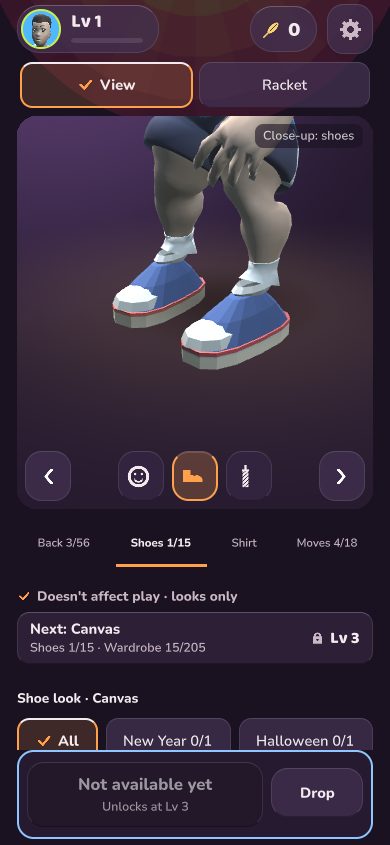 Lv 1
0
View
Racket
Close-up: shoes
Back 3/56
Shoes 1/15
Shirt
Moves 4/18
Doesn't affect play · looks only
Next: Canvas
Shoes 1/15 · Wardrobe 15/205
Lv 3
Shoe look · Canvas
All
New Year 0/1
Halloween 0/1
Not available yet
Unlocks at Lv 3
Drop